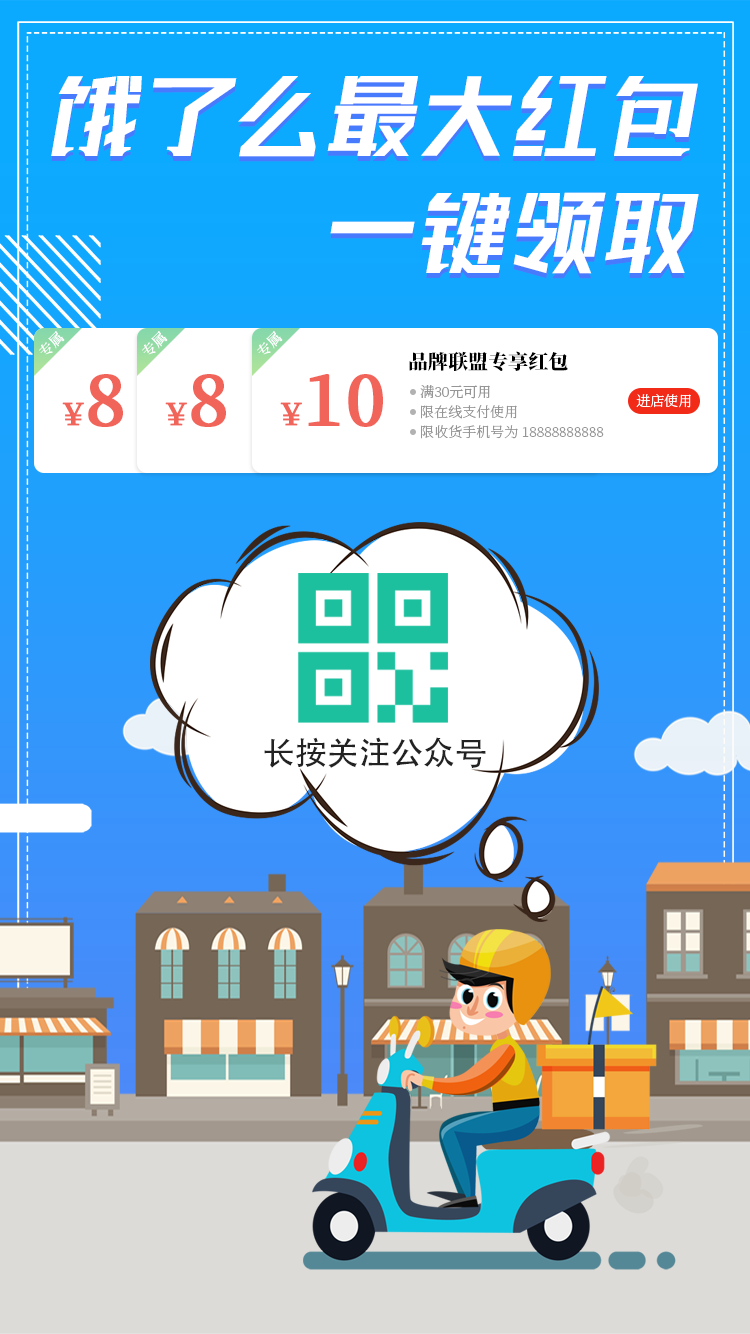 饿了么最大红包
一键领取
专属
¥8
专属
¥8
专属
¥10
品牌联盟专享红包
满30元可用
限在线支付使用
限收货手机号为 18888888888
进店使用
长按关注公众号